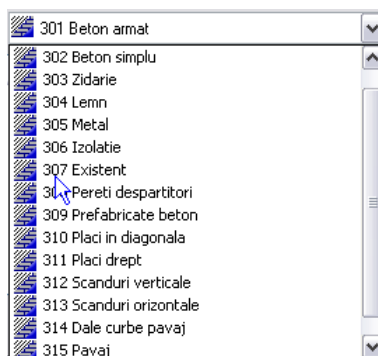 301 Beton armat
302 Beton simplu
303 Zidarie
304 Lemn
305 Metal
306 Izolatie
307 Existent
Pereti despartitori
309 Prefabricate beton
310 Placi in diagonala
311 Placi drept
312 Scanduri verticale
313 Scanduri orizontale
314 Dale curbe pavaj
315 Pavaj